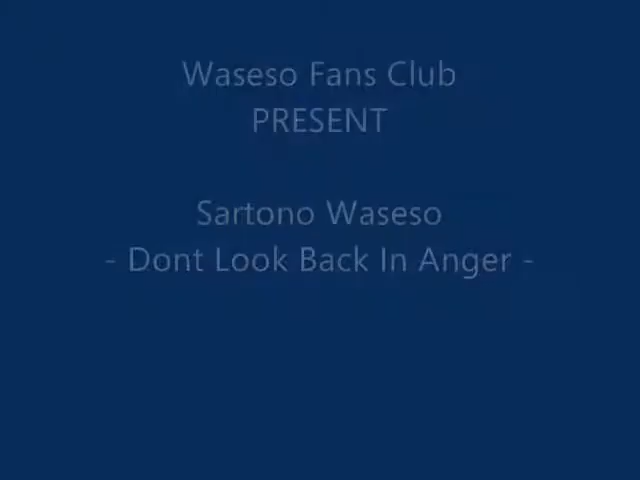 Waseso Fans Club
PRESENT
Sartono Waseso
- Dont Look Back In Anger -